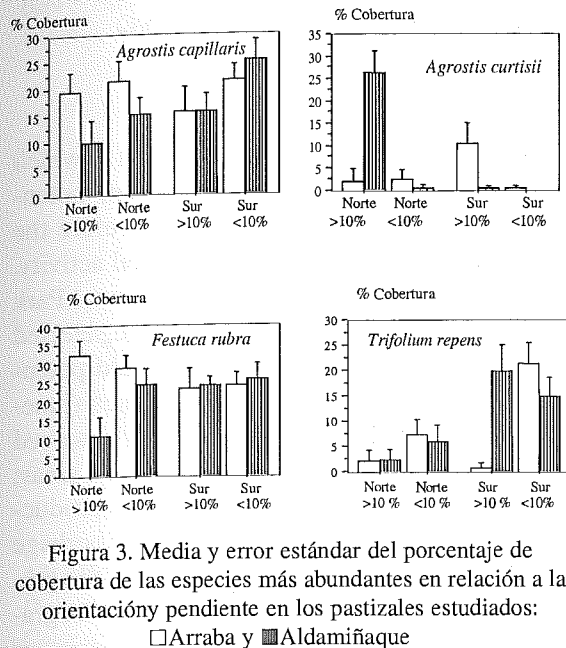 % Cobertura
Agrostis capillaris
30
25
20
15
10
5
0
Norte
>10%
Norte
<10%
Sur
>10%
Sur
<10%
% Cobertura
Agrostis curtisii
35
30
25
20
15
10
5
0
Norte
>10%
Norte
<10%
Sur
>10%
Sur
<10%
% Cobertura
Festuca rubra
40
35
30
25
20
15
10
5
0
Norte
>10%
Norte
<10%
Sur
>10%
Sur
<10%
% Cobertura
Trifolium repens
30
20
10
0
Norte
>10 %
Norte
<10 %
Sur
>10 %
Sur
<10%
Figura 3. Media y error estándar del porcentaje de
cobertura de las especies más abundantes en relación a la
orientacióny pendiente en los pastizales estudiados:
□Arraba y ▥Aldamiñaque